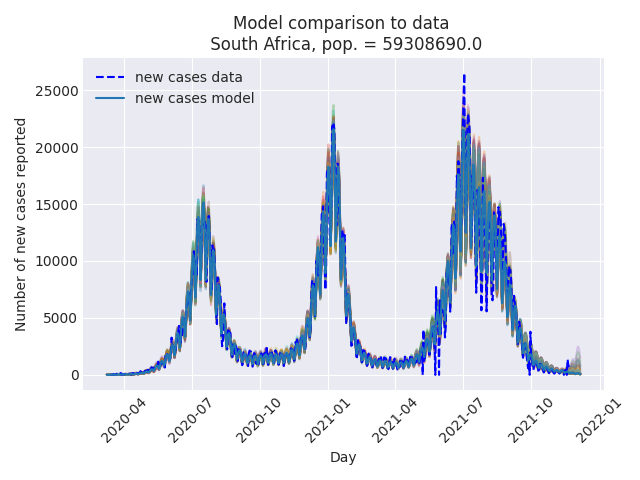 Model comparison to data
South Africa, pop. = 59308690.0
new cases data
new cases model
Number of new cases reported
25000
20000
15000
10000
5000
0
2020-04
2020-07
2020-10
2021-01
2021-04
2021-07
2021-10
2022-01
Day